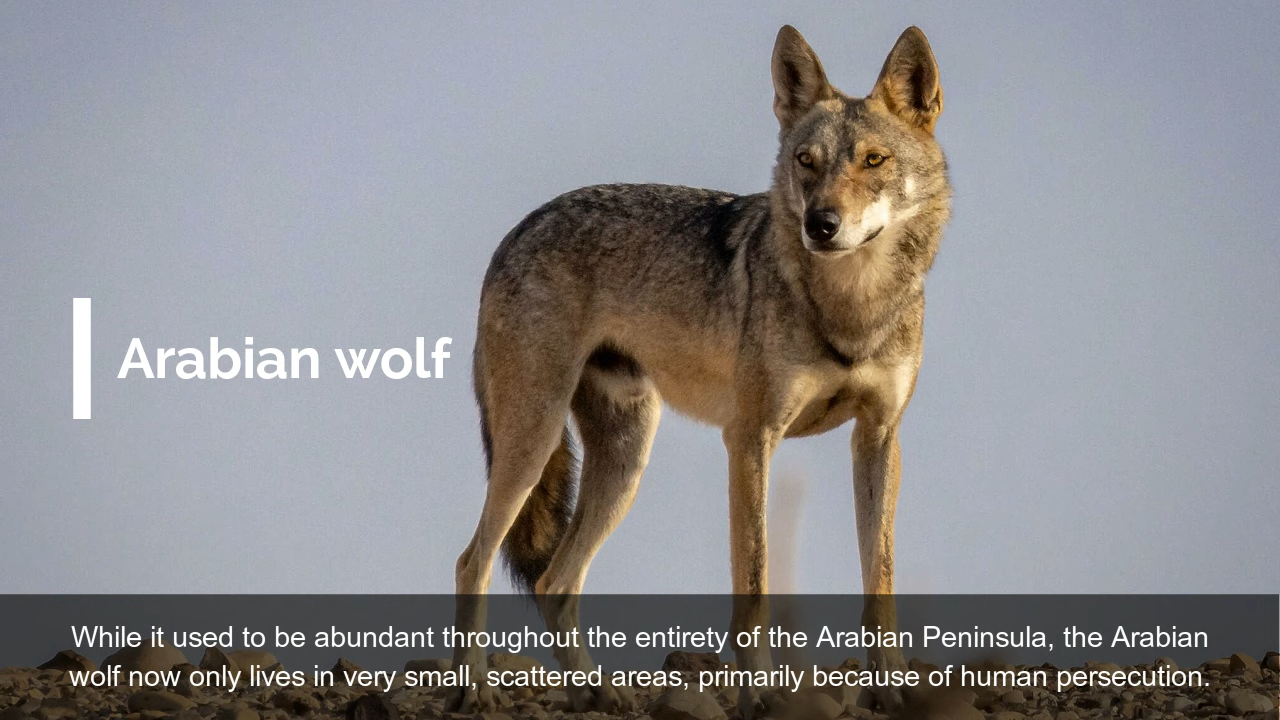 Arabian wolf
While it used to be abundant throughout the entirety of the Arabian Peninsula, the Arabian
wolf now only lives in very small, scattered areas, primarily because of human persecution.